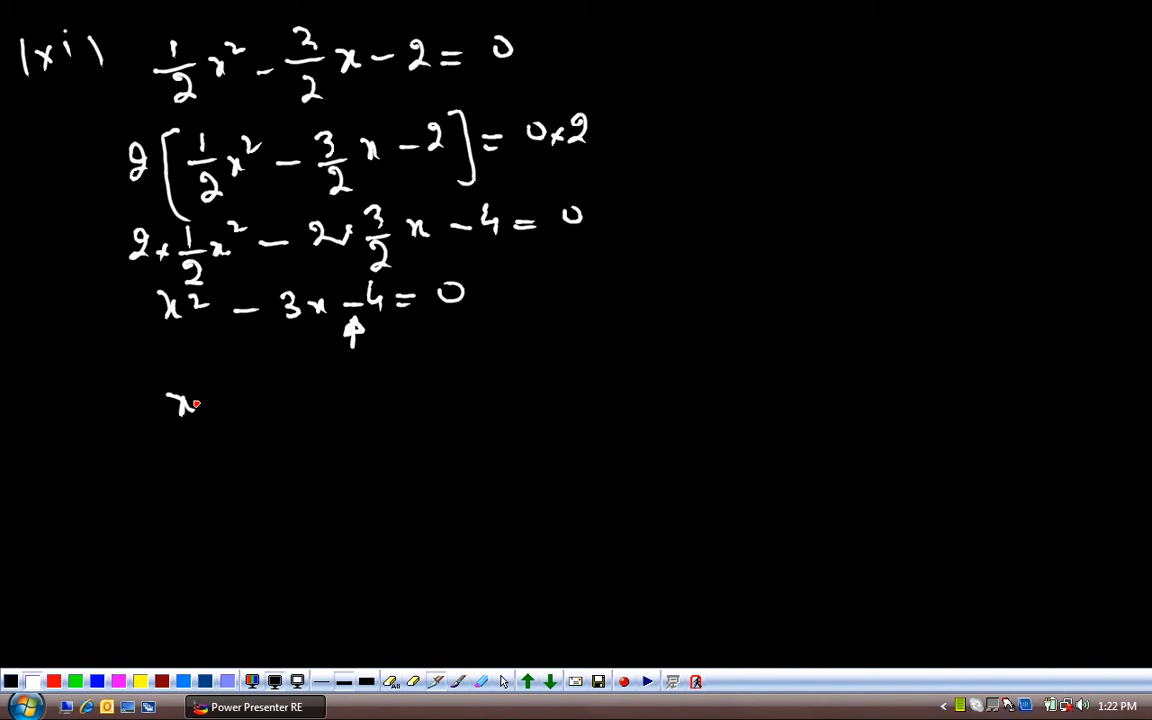 (xi) 1/2 x² - 3/2 x - 2 = 0
2[1/2 x² - 3/2 x - 2] = 0×2
2×1/2 x² - 2×3/2 x - 4 = 0
x² - 3x - 4 = 0
x
Power Presenter RE
1:22 PM